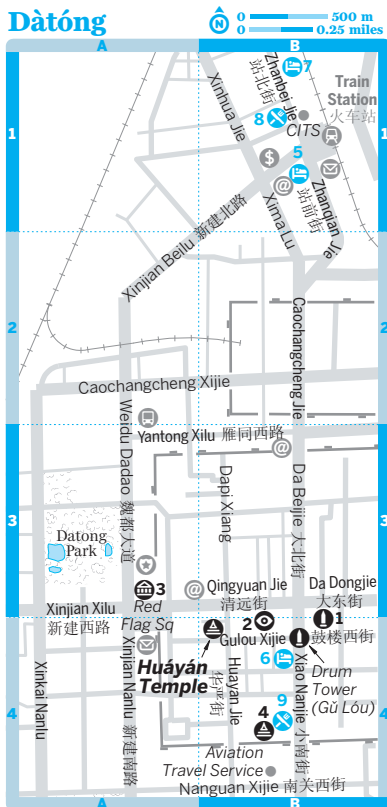 Dàtóng
N
0 500 m
0 0.25 miles
A
B
7
Zhanbei Jie
站北街
Train
Station
火车站
Xinhua Jie
8
CITS
1
1
$
5
@
Zhanqian Jie
站前街
Xima Lu
Xinjian Beilu 新建北路
2
2
Caochangcheng Jie
Caochangcheng Xijie
Weidu Dadao 魏都大道
Yantong Xilu 雁同西路
@
Dapi Xiang
Da Beijie 大北街
3
3
Datong
Park
3
@
Qingyuan Jie
清远街
Da Dongjie
大东街
Red
Flag Sq
Xinjian Xilu
新建西路
2
1
Gulou Xijie
鼓楼西街
Huáyán
Temple
6
Drum
Tower
(Gǔ Lóu)
Xinkai Nanlu
Xinjian Nanlu 新建南路
Huayan Jie
华严街
Xiao Nanjie 小南街
9
4
4
4
Aviation
Travel Service
Nanguan Xijie 南关西街
A
B